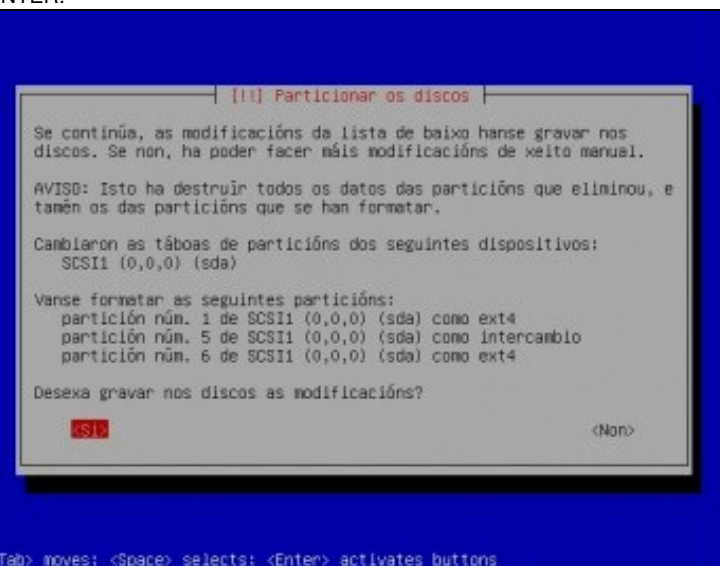 NTER.
[!!] Particionar os discos
Se continúa, as modificacións da lista de baixo hanse gravar nos
discos. Se non, ha poder facer máis modificacións de xeito manual.
AVISO: Isto ha destruír todos os datos das particións que eliminou, e
tamén os das particións que se han formatar.
Cambiaron as táboas de particións dos seguintes dispositivos:
SCSI1 (0,0,0) (sda)
Vanse formatar as seguintes particións:
partición núm. 1 de SCSI1 (0,0,0) (sda) como ext4
partición núm. 5 de SCSI1 (0,0,0) (sda) como intercambio
partición núm. 6 de SCSI1 (0,0,0) (sda) como ext4
Desexa gravar nos discos as modificacións?
<Si> <Non>
Tab> moves; <Space> selects; <Enter> activates buttons